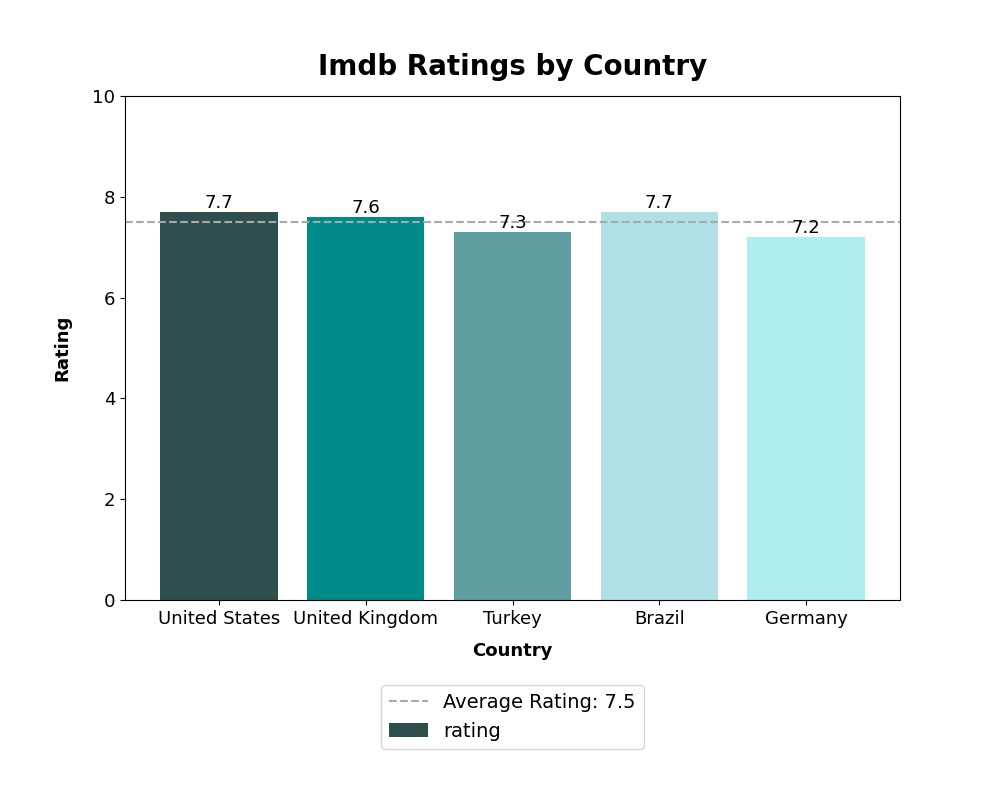 Imdb Ratings by Country
10
8
6
4
2
0
Rating
7.7
7.6
7.3
7.7
7.2
United States
United Kingdom
Turkey
Brazil
Germany
Country
Average Rating: 7.5
rating